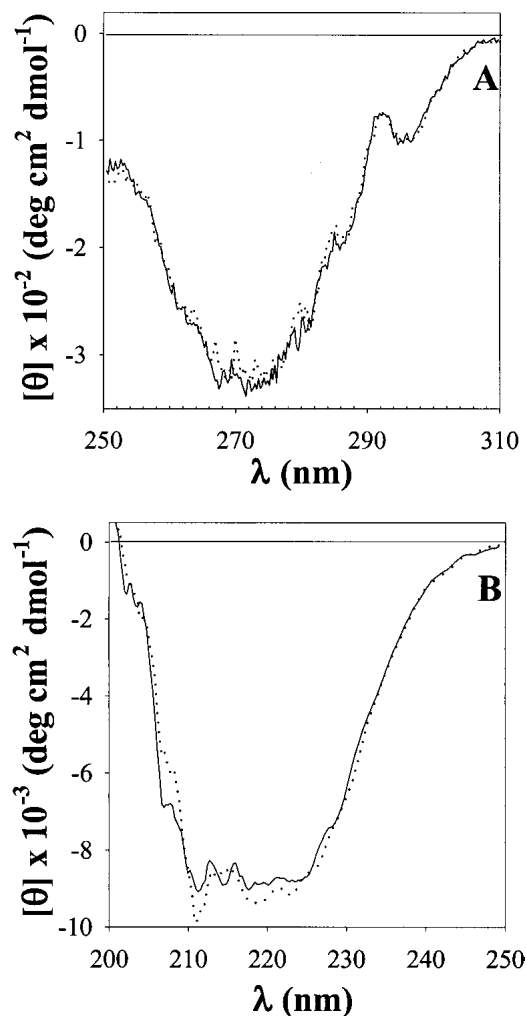 [θ] x 10⁻² (deg cm² dmol⁻¹)
0
-1
-2
-3
A
250 270 290 310
λ (nm)
[θ] x 10⁻³ (deg cm² dmol⁻¹)
0
-2
-4
-6
-8
-10
B
200 210 220 230 240 250
λ (nm)